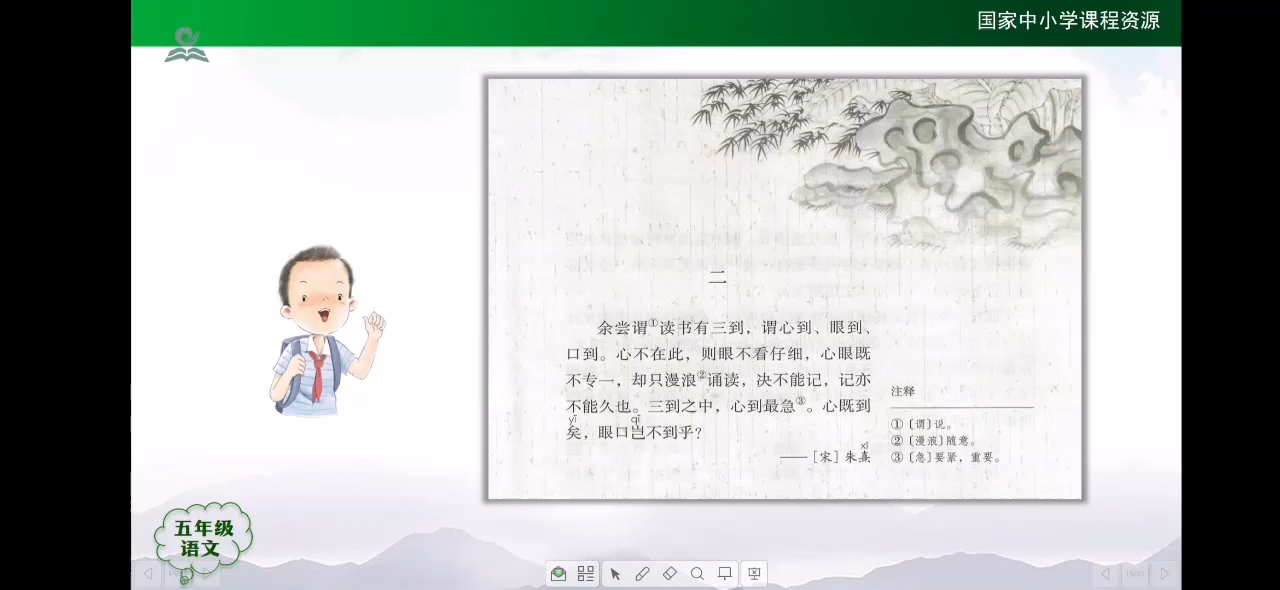 国家中小学课程资源
二
余尝谓①读书有三到，谓心到、眼到、
口到。心不在此，则眼不看仔细，心眼既
不专一，却只漫浪②诵读，决不能记，记亦
不能久也。三到之中，心到最急③。心既到
yǐ qǐ
矣，眼口岂不到乎？
xī
——［宋］朱熹
注释
①〔谓〕说。
②〔漫浪〕随意。
③〔急〕要紧，重要。
五年级
语文